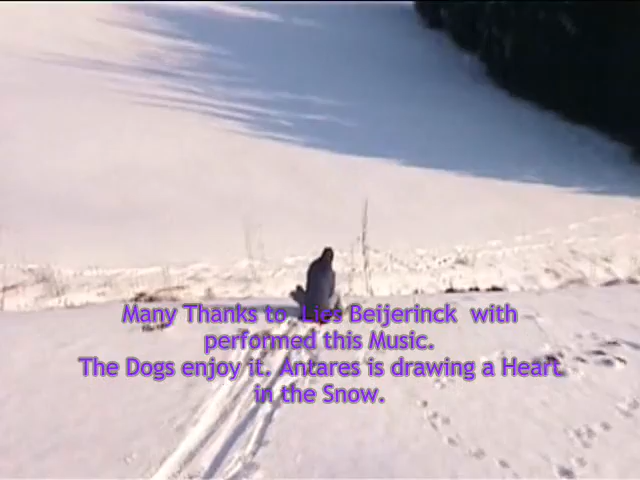 Many Thanks to Lies Beijerinck with
performed this Music.
The Dogs enjoy it. Antares is drawing a Heart
in the Snow.